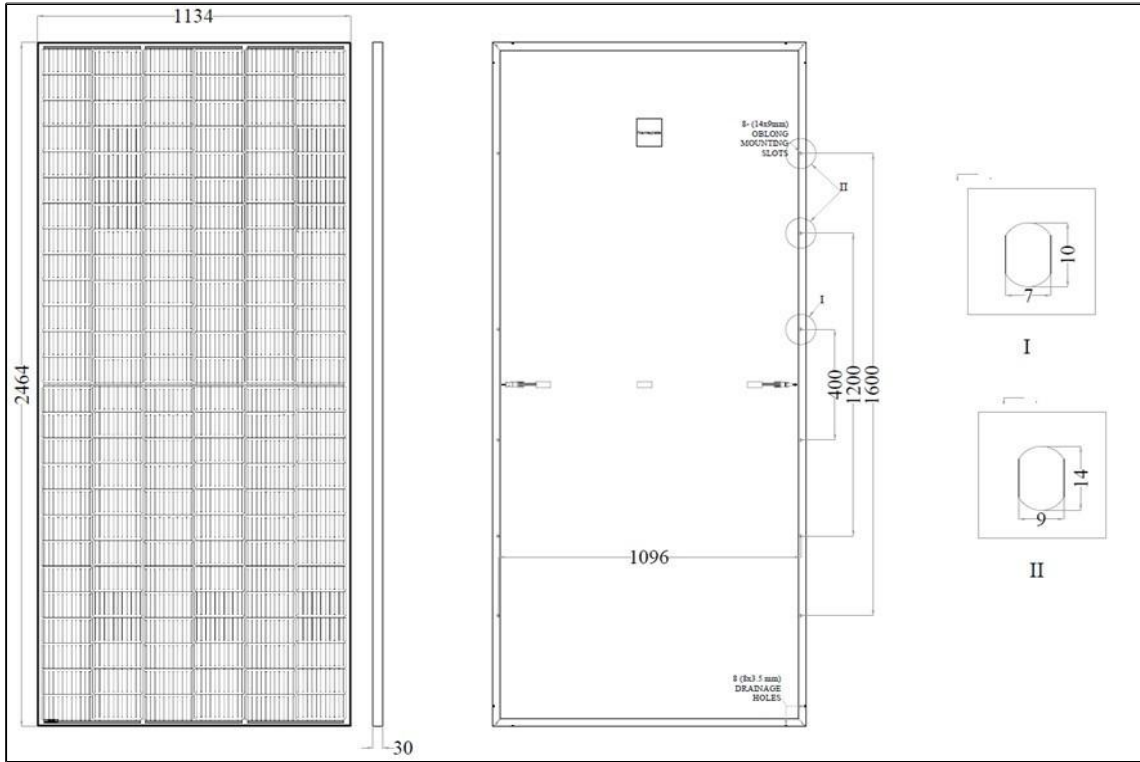 1134
2464
30
Nameplate
8- (14x9mm)
OBLONG
MOUNTING
SLOTS
II
I
400
1200
1600
1096
8 (8x3.5 mm)
DRAINAGE
HOLES
10
7
I
14
9
II